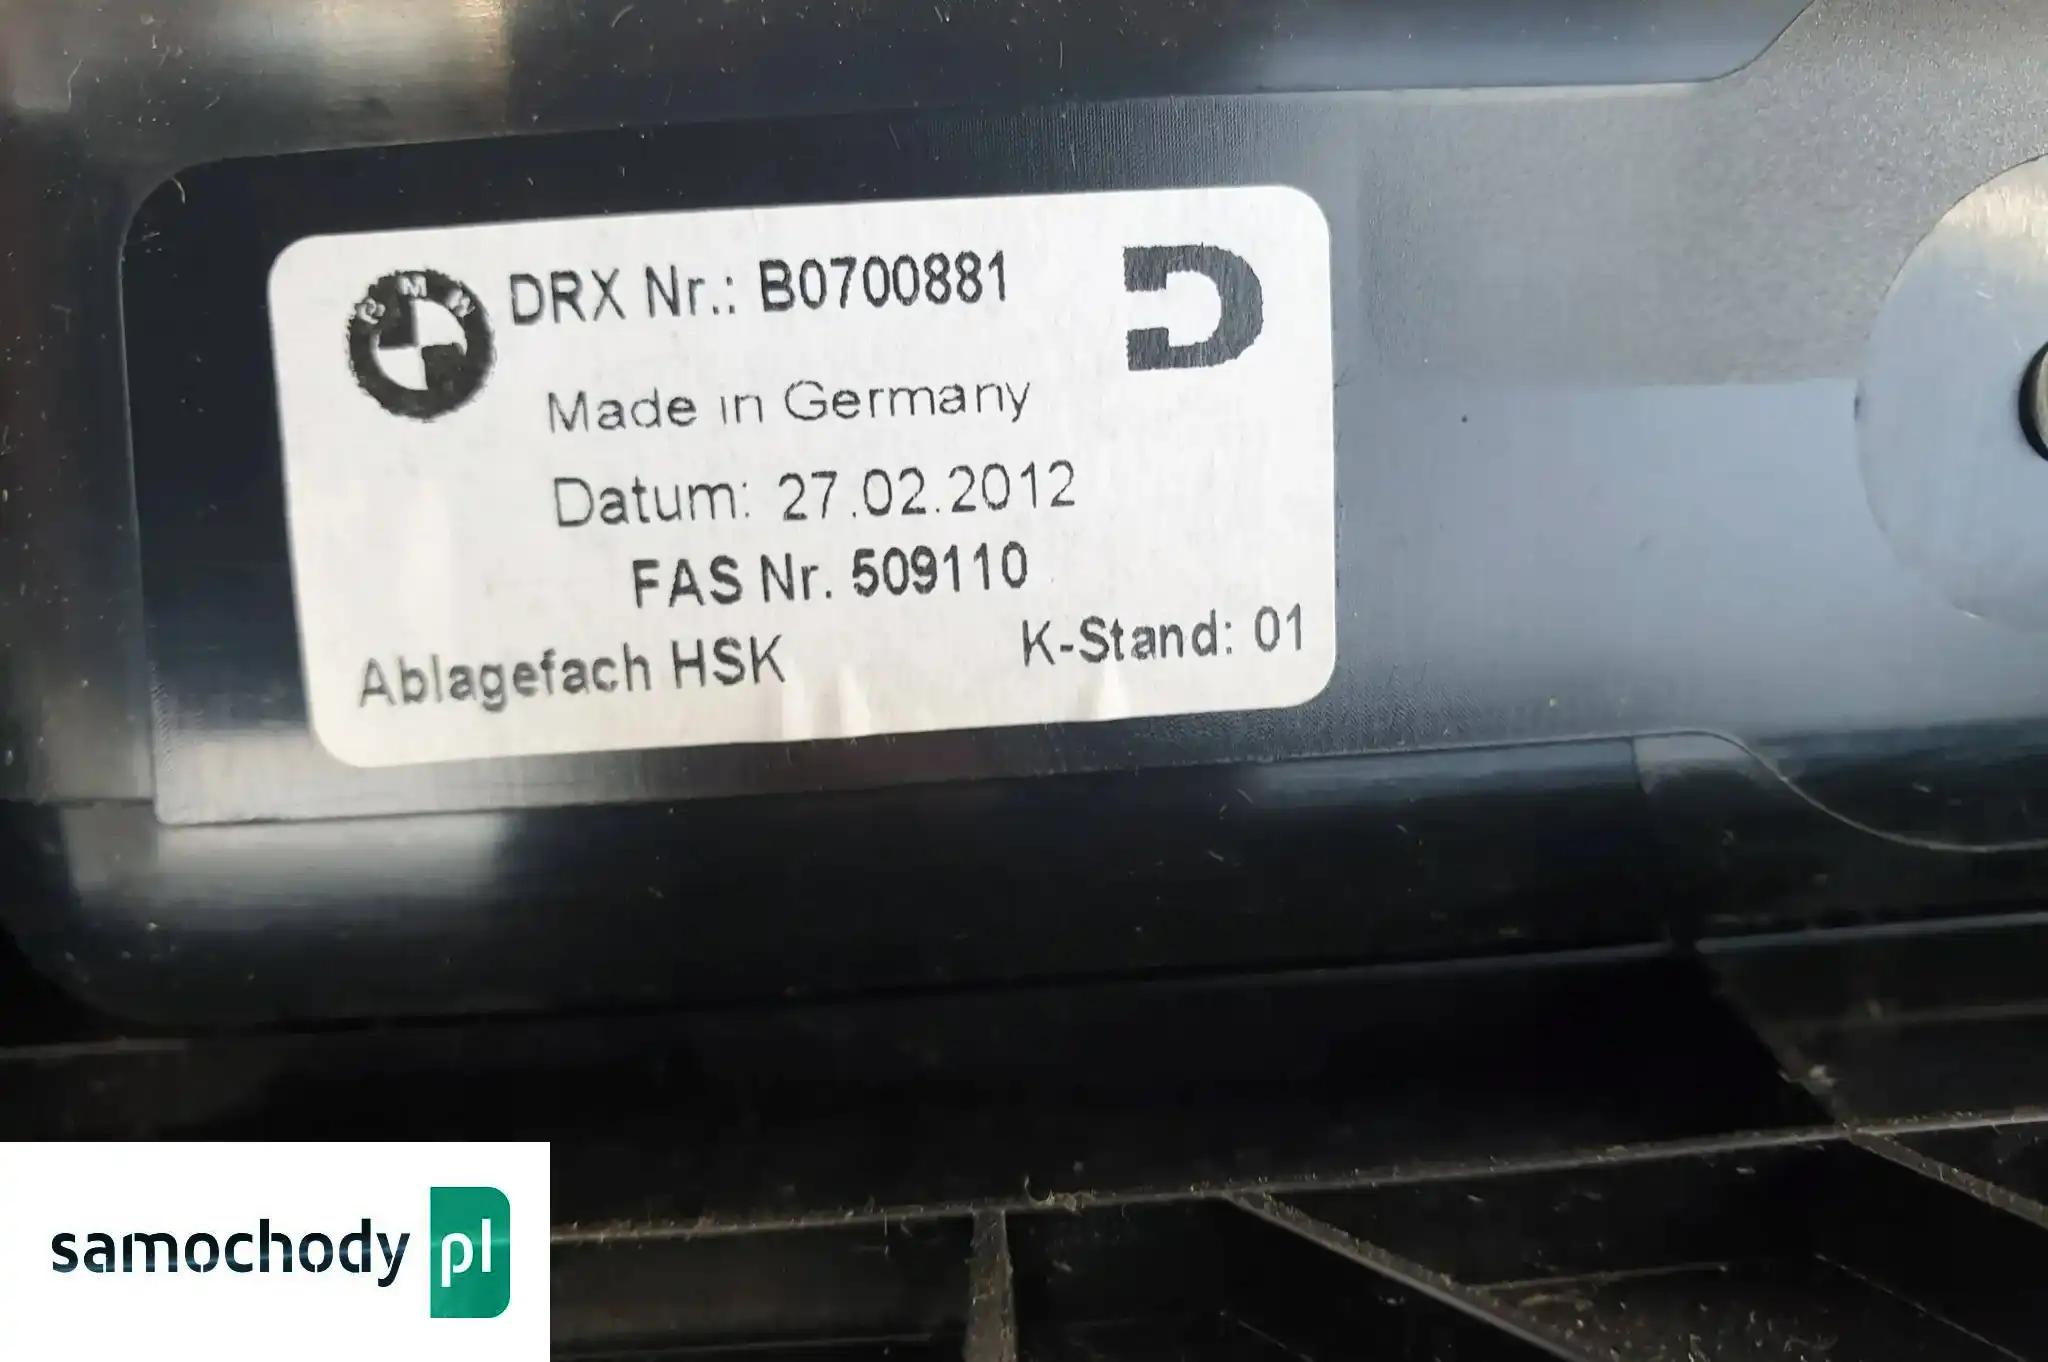 BMW
DRX Nr.: B0700881
D
Made in Germany
Datum: 27.02.2012
FAS Nr. 509110
Ablagefach HSK K-Stand: 01
samochody pl